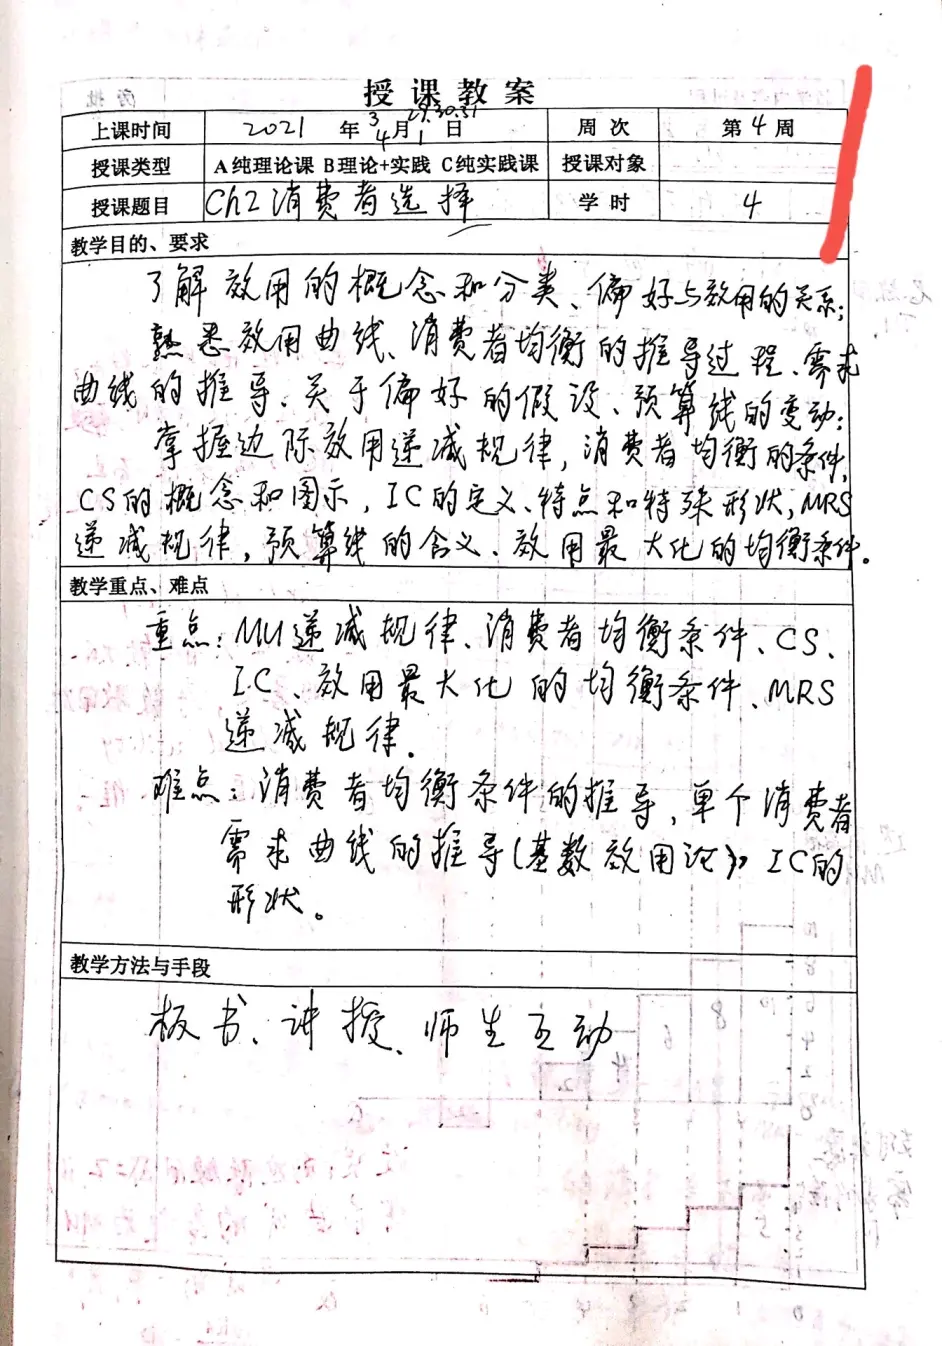 授课教案
上课时间 2021 年 3月 29.30.31 日 周次 第4周
4 1
授课类型 A纯理论课 B理论+实践 C纯实践课 授课对象
授课题目 Ch2 消费者选择 学时 4
教学目的、要求
了解效用的概念和分类、偏好与效用的关系;
熟悉效用曲线、消费者均衡的推导过程、需求
曲线的推导、关于偏好的假设、预算线的变动;
掌握边际效用递减规律,消费者均衡的条件,
CS的概念和图示,IC的定义、特点和特殊形状,MRS
递减规律,预算线的含义、效用最大化的均衡条件。
教学重点、难点
重点:MU递减规律、消费者均衡条件、CS、
IC、效用最大化的均衡条件、MRS
递减规律.
难点:消费者均衡条件的推导,单个消费者
需求曲线的推导(基数效用论)、IC的
形状。
教学方法与手段
板书、讲授、师生互动